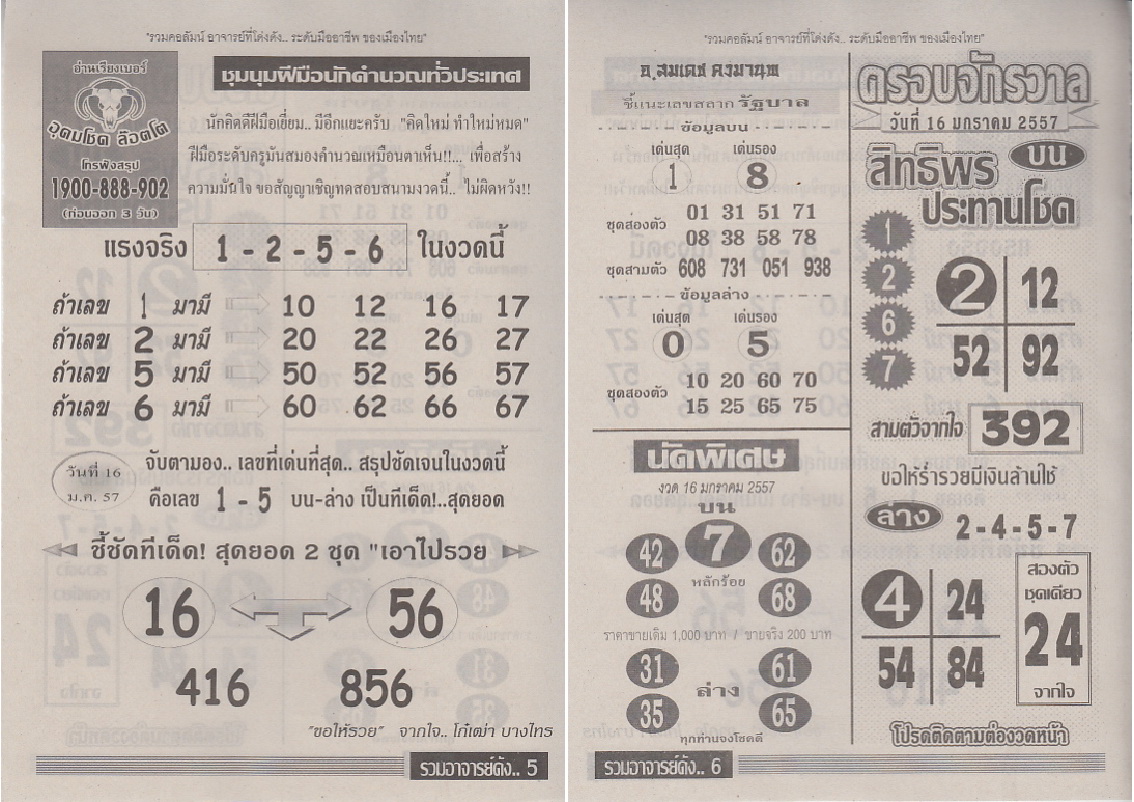 "รวมคอลัมน์ อาจารย์ที่โด่งดัง.. ระดับมืออาชีพ ของเมืองไทย"
อ่านเรียงเบอร์
อุดมโชค ล๊อตโต้
โทรฟังสรุป
1900-888-902
(ก่อนออก 3 วัน)
ชุมนุมฝีมือนักคำนวณทั่วประเทศ
นักคิดดีฝีมือเยี่ยม.. มีอีกแยะครับ "คิดใหม่ ทำใหม่หมด"
ฝีมือระดับครูมันสมองคำนวณเหมือนตาเห็น!!... เพื่อสร้าง
ความมั่นใจ ขอสัญญาเชิญทดสอบสนามงวดนี้.. ไม่ผิดหวัง!!
แรงจริง 1 - 2 - 5 - 6 ในงวดนี้
ถ้าเลข 1 มามี 10 12 16 17
ถ้าเลข 2 มามี 20 22 26 27
ถ้าเลข 5 มามี 50 52 56 57
ถ้าเลข 6 มามี 60 62 66 67
วันที่ 16
ม.ค. 57
จับตามอง.. เลขที่เด่นที่สุด.. สรุปชัดเจนในงวดนี้
คือเลข 1 - 5 บน-ล่าง เป็นทีเด็ด!..สุดยอด
ชี้ชัดทีเด็ด! สุดยอด 2 ชุด "เอาไปรวย
16 56
416 856
"ขอให้รวย" จากใจ.. โก๋เฒ่า บางไทร
รวมอาจารย์ดัง.. 5
"รวมคอลัมน์ อาจารย์ที่โด่งดัง.. ระดับมืออาชีพ ของเมืองไทย"
อ.สมเดช คงมานพ
ชี้แนะเลขสลาก รัฐบาล
ข้อมูลบน
เด่นสุด เด่นรอง
1 8
ชุดสองตัว
01 31 51 71
08 38 58 78
ชุดสามตัว 608 731 051 938
ข้อมูลล่าง
เด่นสุด เด่นรอง
0 5
ชุดสองตัว
10 20 60 70
15 25 65 75
นัดพิเศษ
งวด 16 มกราคม 2557
บน
42 7 62
หลักร้อย
48 68
ราคาขายเดิม 1,000 บาท / ขายจริง 200 บาท
31 61
ล่าง
35 65
ทุกท่านจงโชคดี
รวมอาจารย์ดัง.. 6
ครอบจักรวาล
วันที่ 16 มกราคม 2557
สิทธิพร บน
ประทานโชค
1
2
6
7
2 12
52 92
สามตัวจากใจ 392
ขอให้ร่ำรวยมีเงินล้านใช้
ล่าง 2 - 4 - 5 - 7
4 24
54 84
สองตัว
ชุดเดียว
24
จากใจ
โปรดติดตามต่องวดหน้า